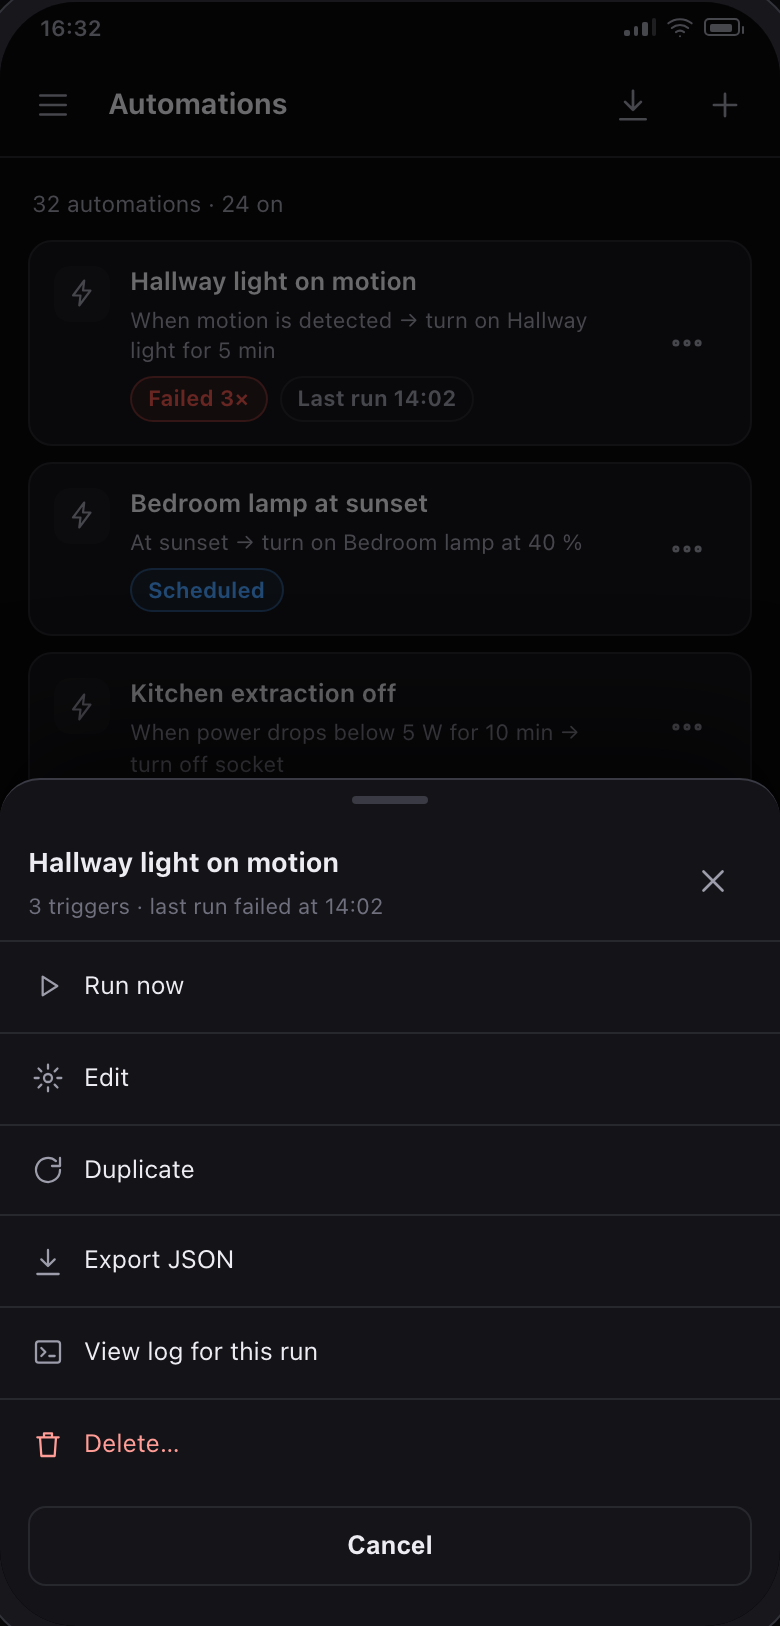 16:32
Automations
32 automations · 24 on
Hallway light on motion
When motion is detected → turn on Hallway
light for 5 min
Failed 3×
Last run 14:02
Bedroom lamp at sunset
At sunset → turn on Bedroom lamp at 40 %
Scheduled
Kitchen extraction off
When power drops below 5 W for 10 min →
turn off socket
Hallway light on motion
3 triggers · last run failed at 14:02
Run now
Edit
Duplicate
Export JSON
View log for this run
Delete…
Cancel